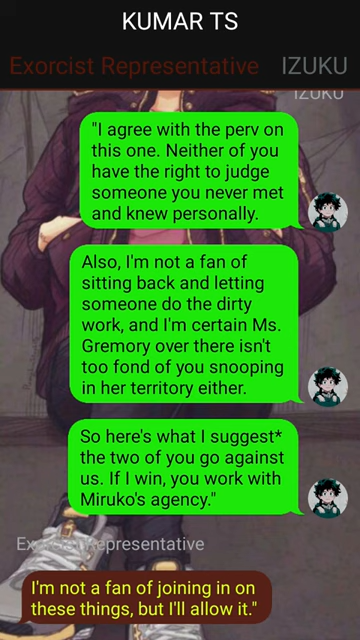 KUMAR TS
Exorcist Representative IZUKU
IZUKU
"I agree with the perv on
this one. Neither of you
have the right to judge
someone you never met
and knew personally.
Also, I'm not a fan of
sitting back and letting
someone do the dirty
work, and I'm certain Ms.
Gremory over there isn't
too fond of you snooping
in her territory either.
So here's what I suggest*
the two of you go against
us. If I win, you work with
Miruko's agency."
Exorcist Representative
I'm not a fan of joining in on
these things, but I'll allow it."